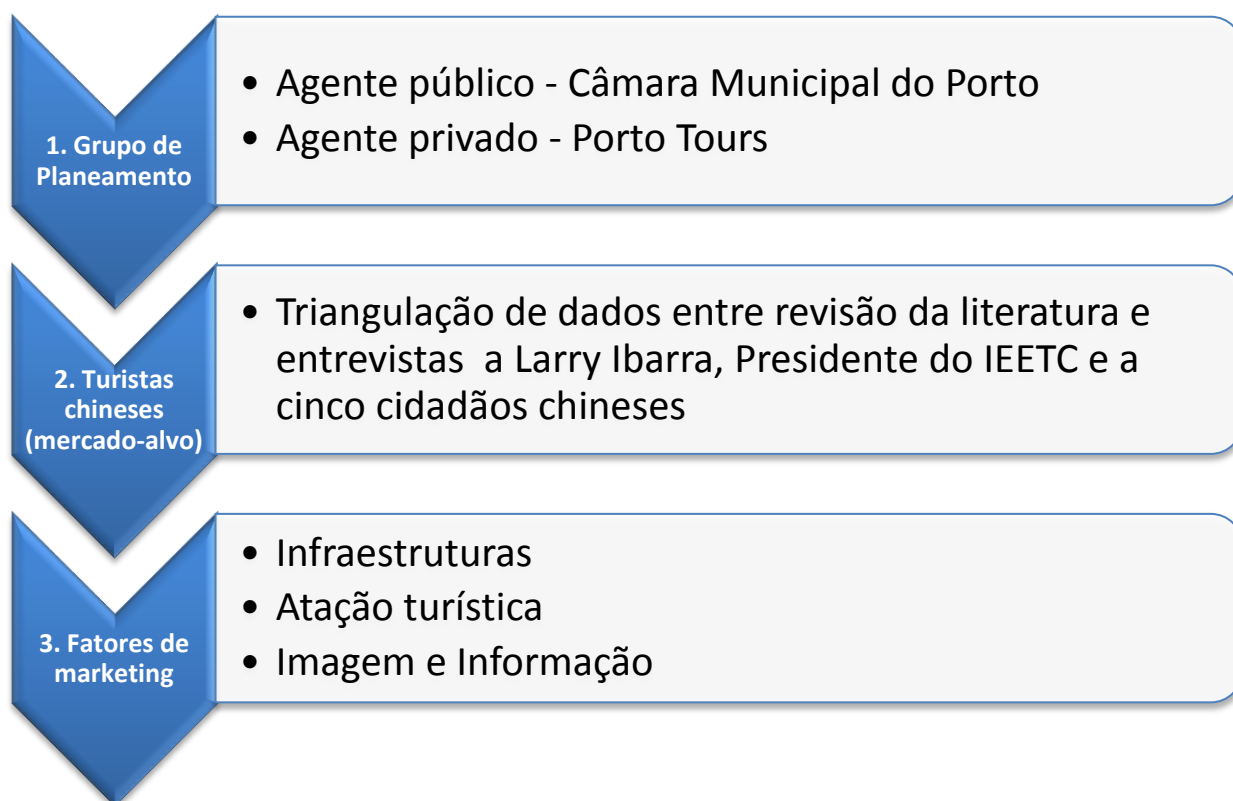 1. Grupo de
Planeamento
• Agente público - Câmara Municipal do Porto
• Agente privado - Porto Tours
2. Turistas
chineses
(mercado-alvo)
• Triangulação de dados entre revisão da literatura e
entrevistas a Larry Ibarra, Presidente do IEETC e a
cinco cidadãos chineses
3. Fatores de
marketing
• Infraestruturas
• Atação turística
• Imagem e Informação